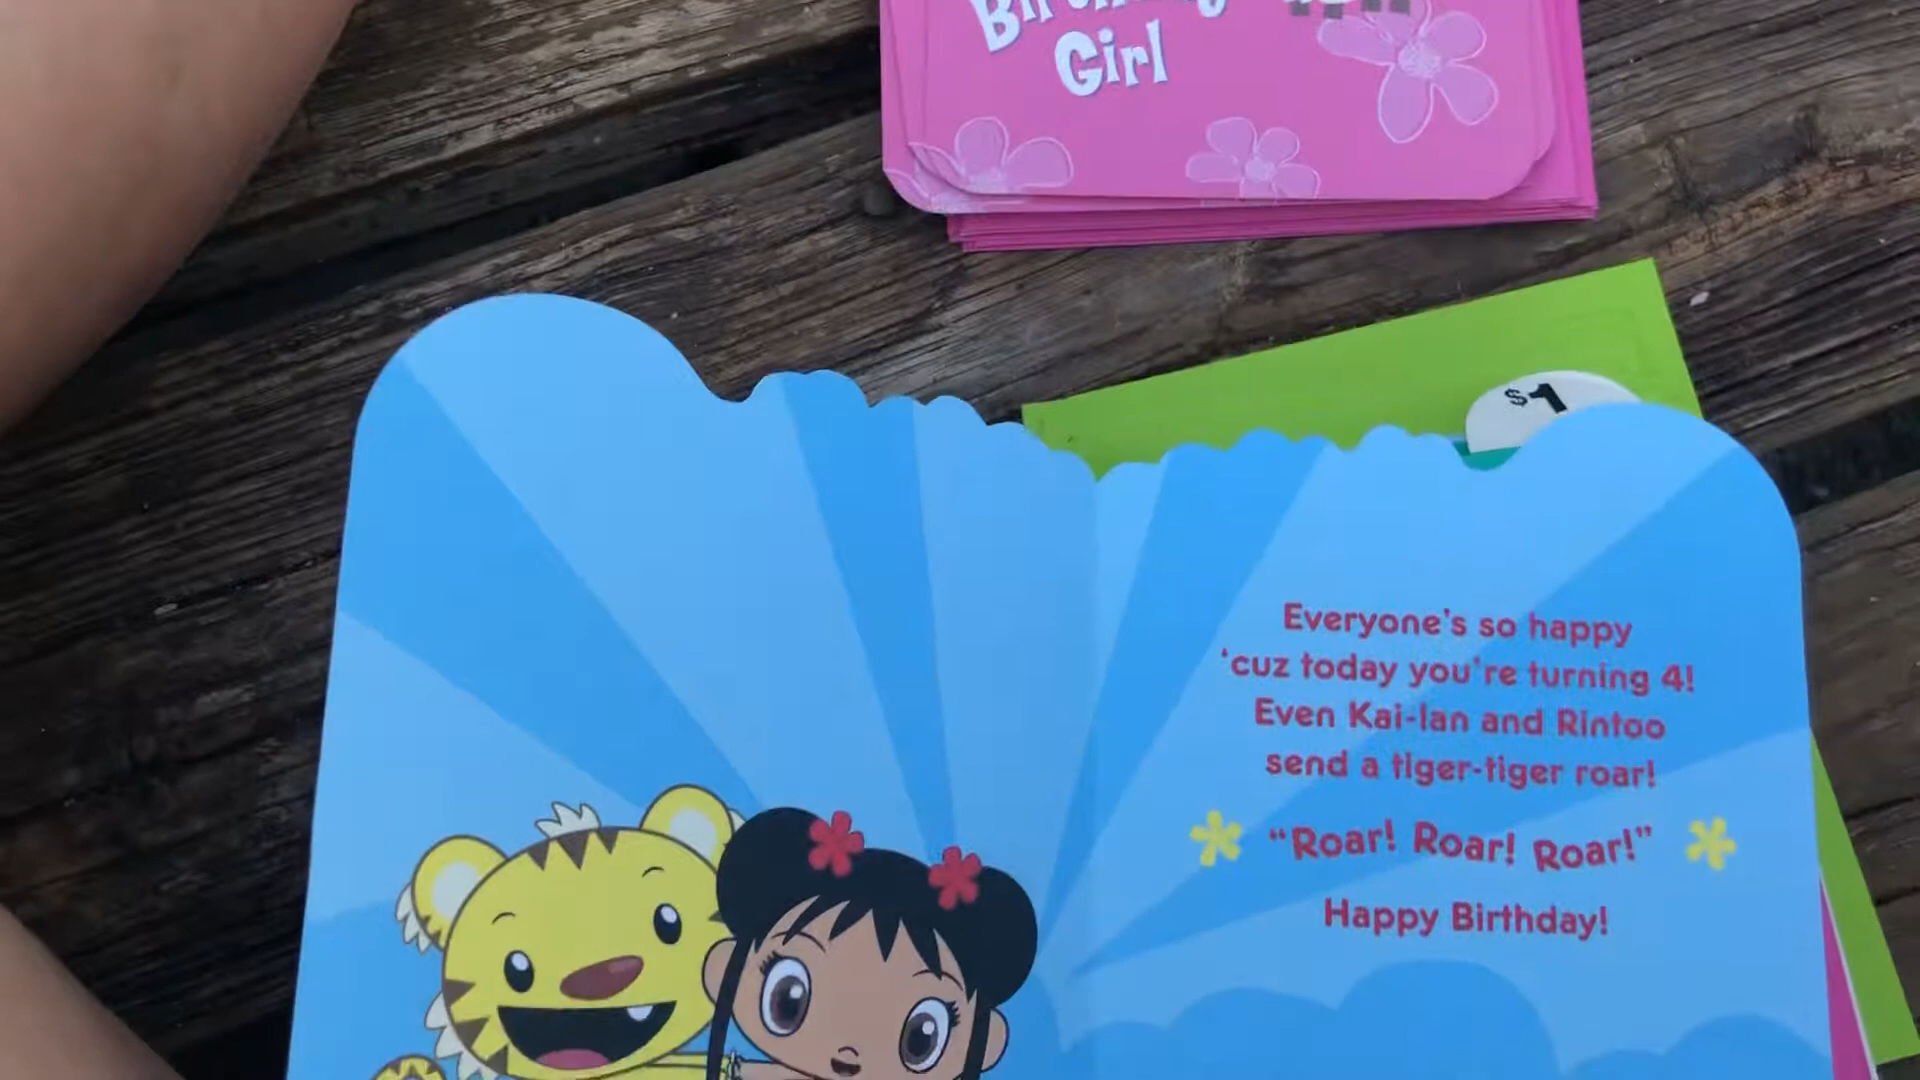 Girl
$1
Everyone's so happy
'cuz today you're turning 4!
Even Kai-lan and Rintoo
send a tiger-tiger roar!
"Roar! Roar! Roar!"
Happy Birthday!